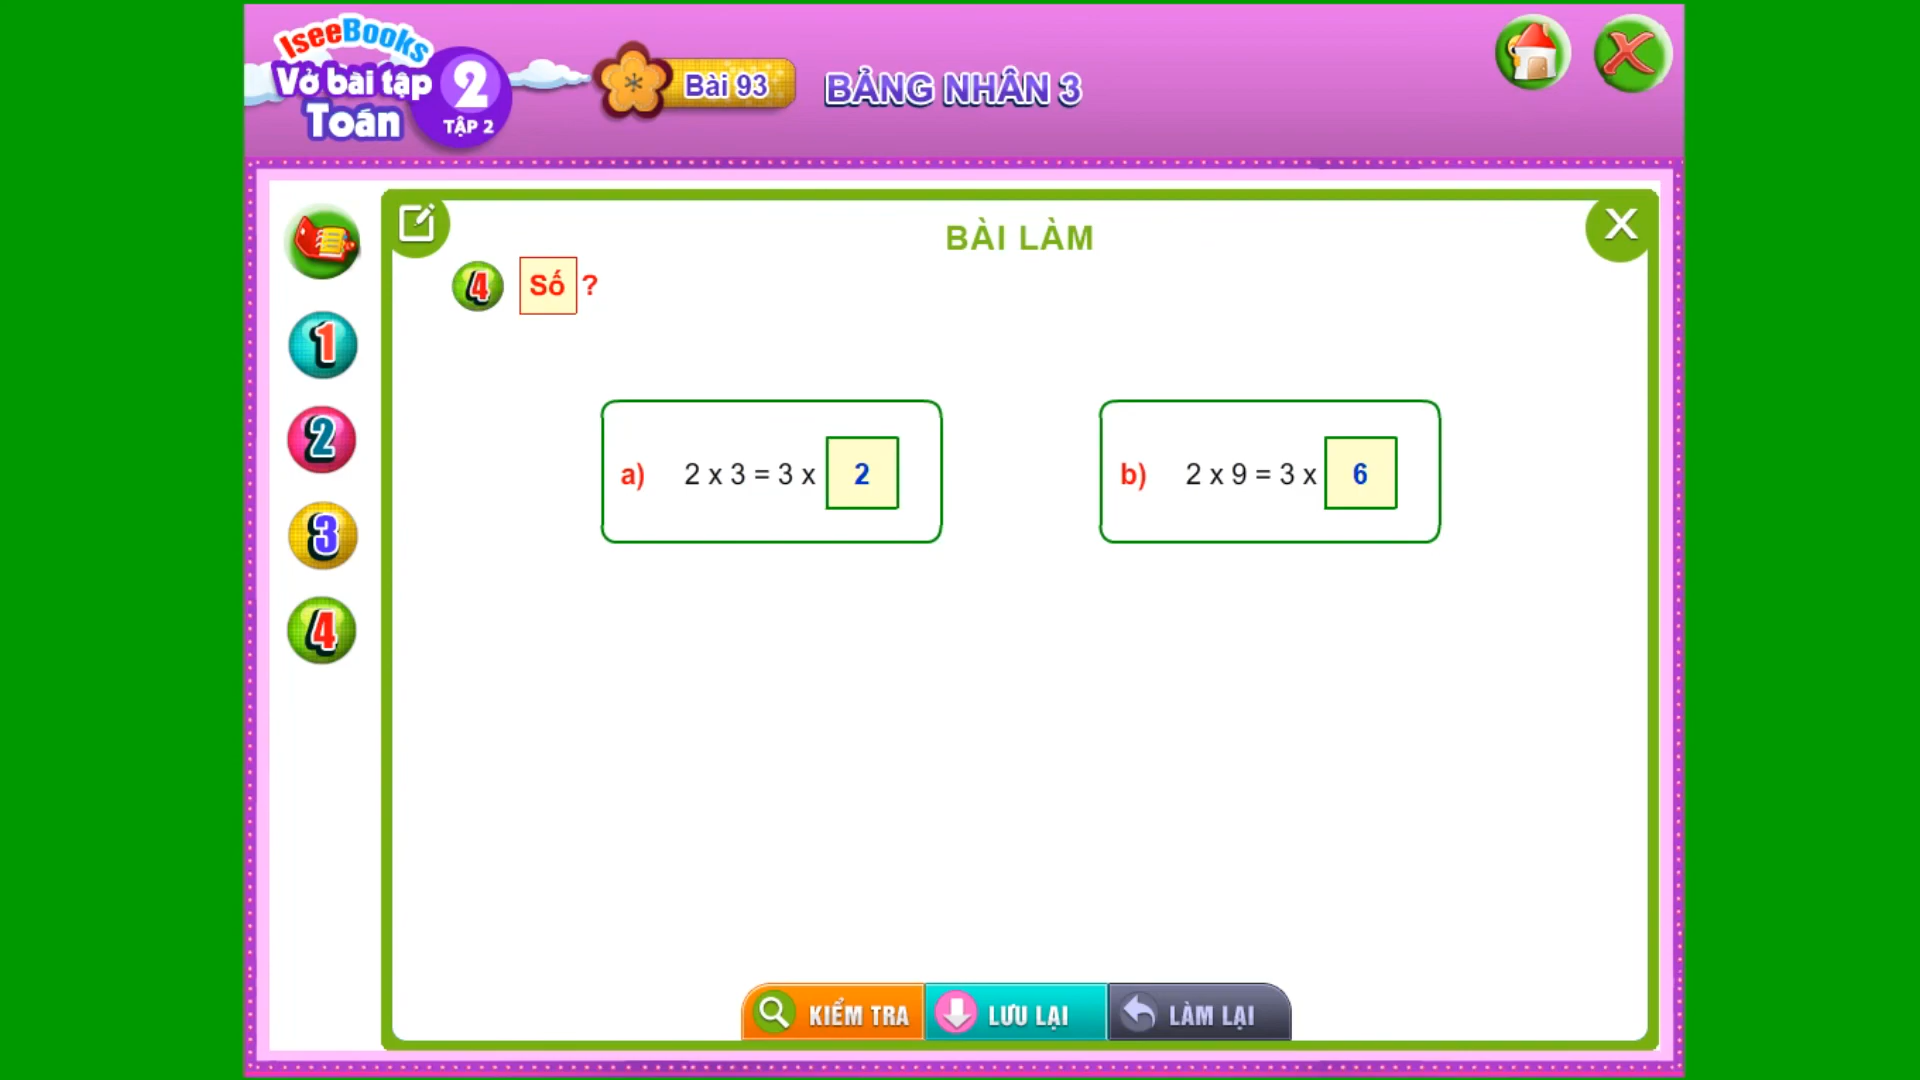 IseeBooks
Vở bài tập
Toán
2
TẬP 2
Bài 93
BẢNG NHÂN 3
1
2
3
4
BÀI LÀM
4 Số ?
a) 2 x 3 = 3 x 2
b) 2 x 9 = 3 x 6
KIỂM TRA
LƯU LẠI
LÀM LẠI